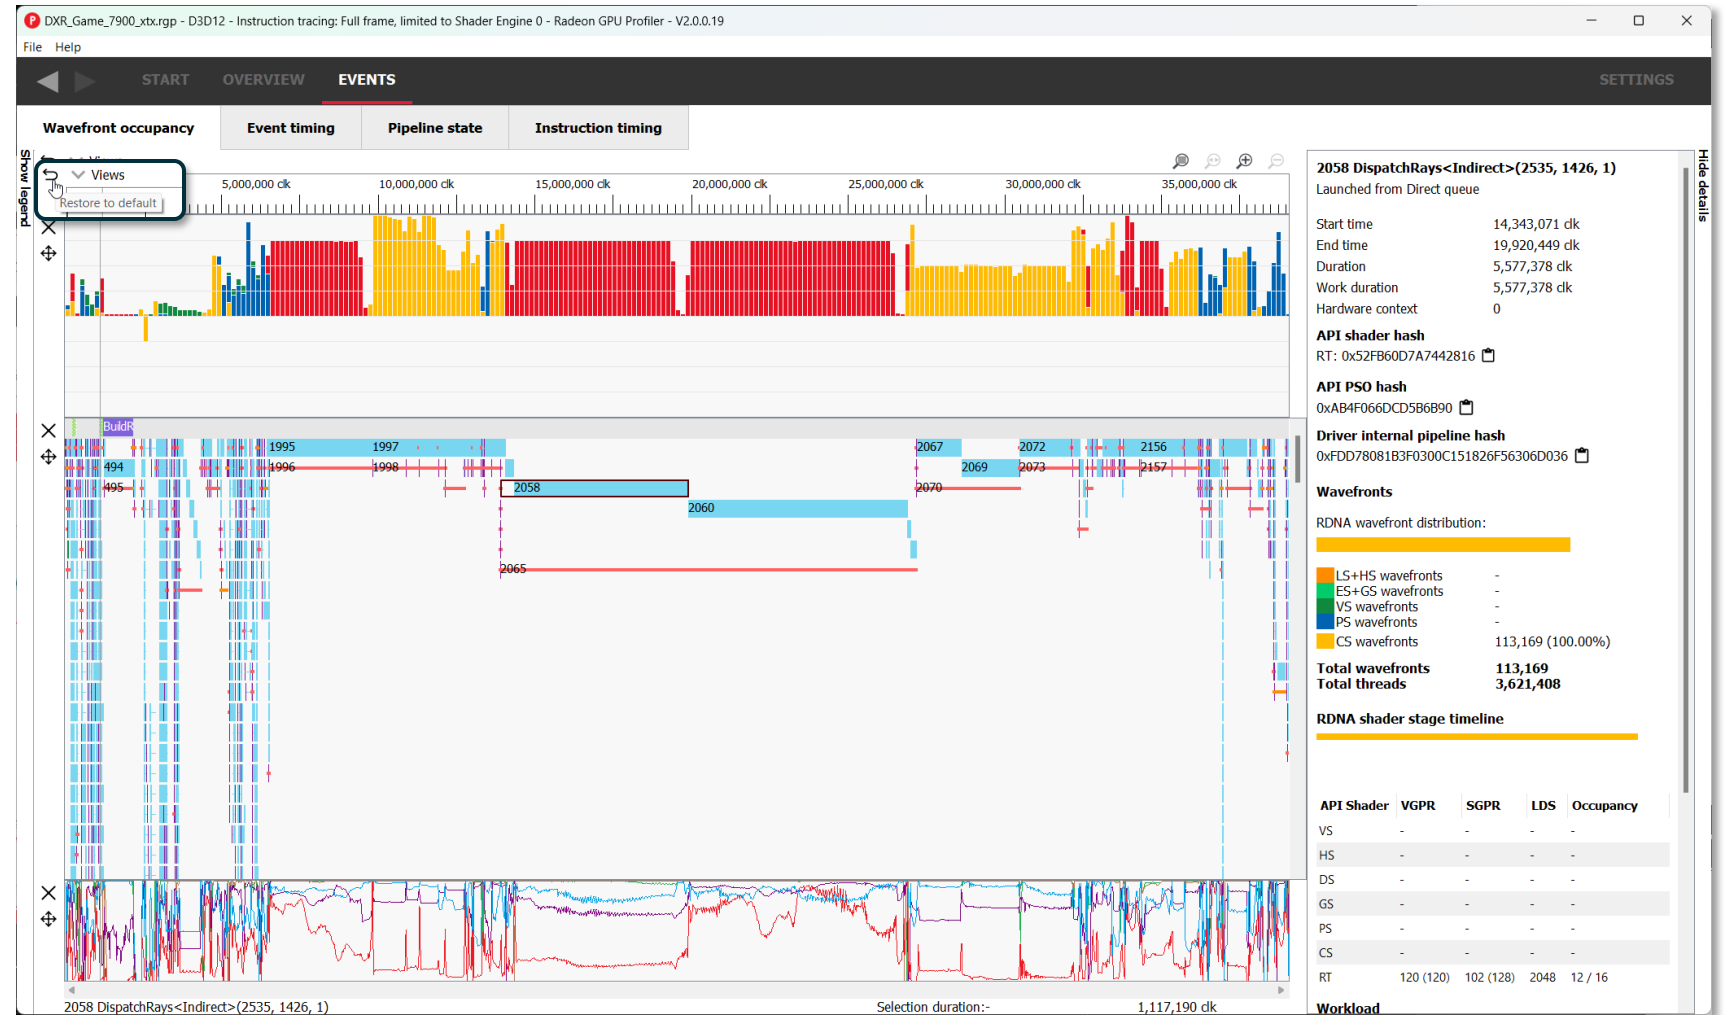 DXR_Game_7900_xtx.rgp - D3D12 - Instruction tracing: Full frame, limited to Shader Engine 0 - Radeon GPU Profiler - V2.0.0.19
File Help
START OVERVIEW EVENTS SETTINGS
Wavefront occupancy Event timing Pipeline state Instruction timing
Show legend
Views
Restore to default
5,000,000 clk 10,000,000 clk 15,000,000 clk 20,000,000 clk 25,000,000 clk 30,000,000 clk 35,000,000 clk
BuildR
1995 1997 2067 2072 2156
494 1996 1998 2069 2073 2157
495 2058 2070
2060
2065
2058 DispatchRays<Indirect>(2535, 1426, 1) Selection duration:- 1,117,190 clk
Hide details
2058 DispatchRays<Indirect>(2535, 1426, 1)
Launched from Direct queue
Start time 14,343,071 clk
End time 19,920,449 clk
Duration 5,577,378 clk
Work duration 5,577,378 clk
Hardware context 0
API shader hash
RT: 0x52FB60D7A7442816
API PSO hash
0xAB4F066DCD5B6B90
Driver internal pipeline hash
0xFDD78081B3F0300C151826F56306D036
Wavefronts
RDNA wavefront distribution:
LS+HS wavefronts -
ES+GS wavefronts -
VS wavefronts -
PS wavefronts -
CS wavefronts 113,169 (100.00%)
Total wavefronts 113,169
Total threads 3,621,408
RDNA shader stage timeline
API Shader VGPR SGPR LDS Occupancy
VS - - - -
HS - - - -
DS - - - -
GS - - - -
PS - - - -
CS - - - -
RT 120 (120) 102 (128) 2048 12 / 16
Workload